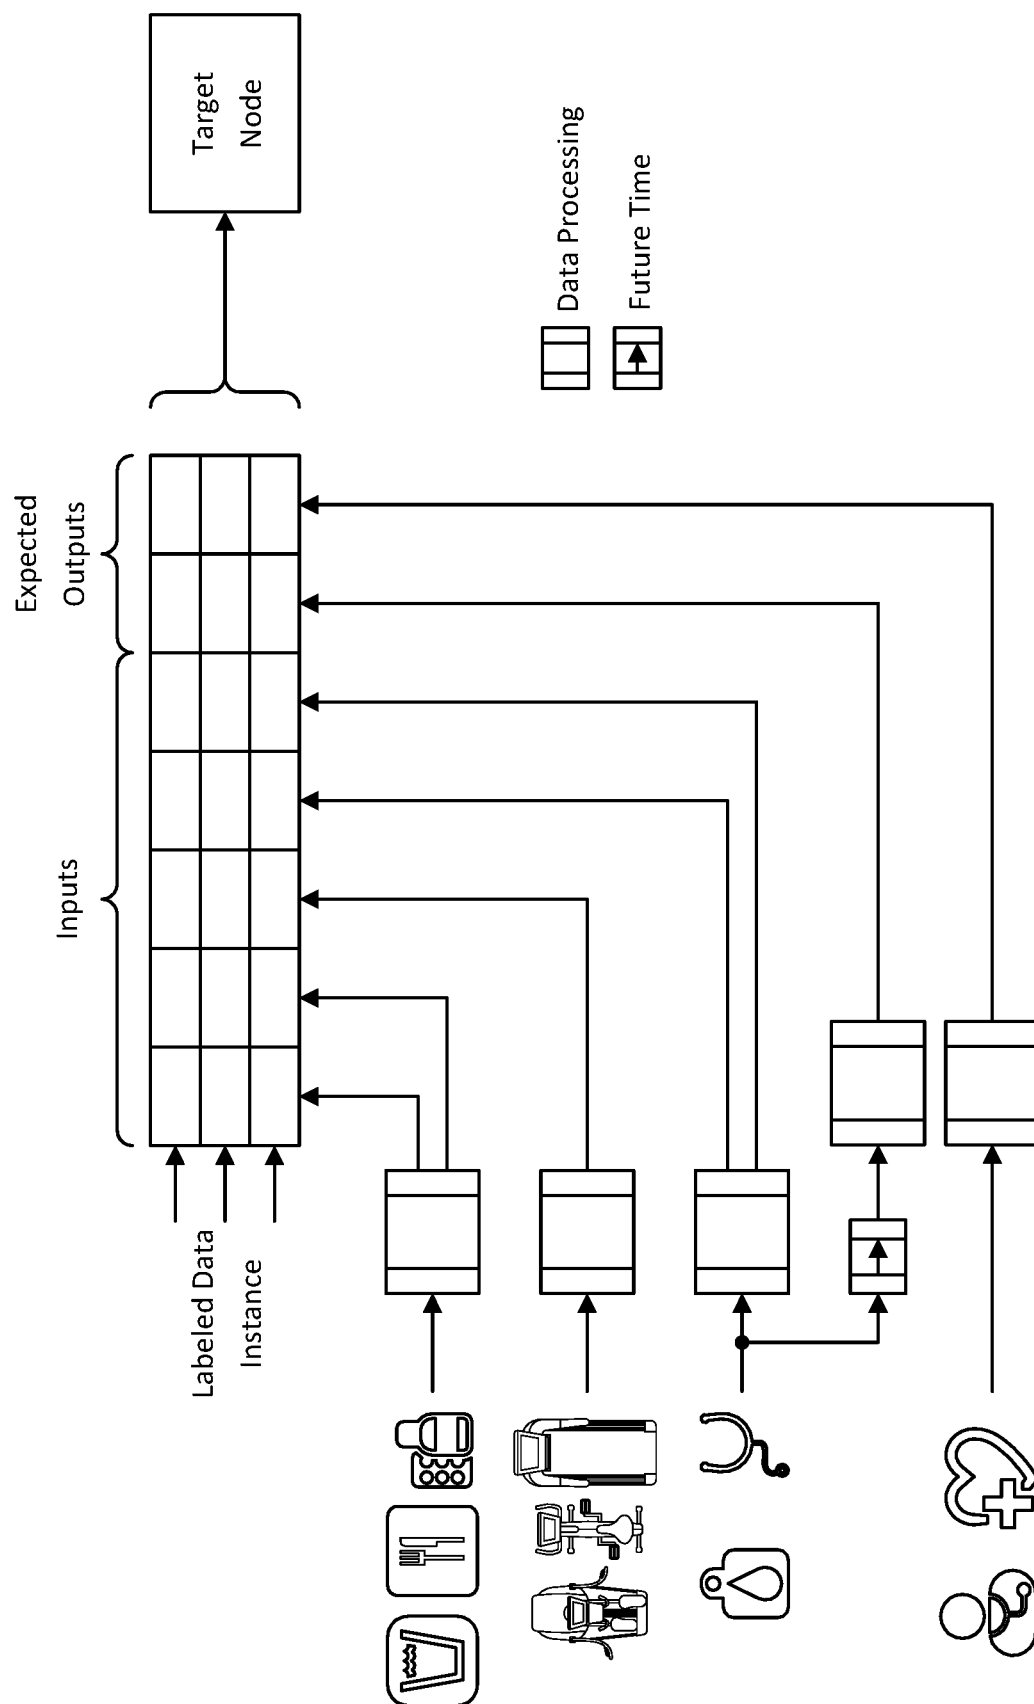 Expected
Outputs
Inputs
Labeled Data
Instance
Target
Node
Data Processing
Future Time